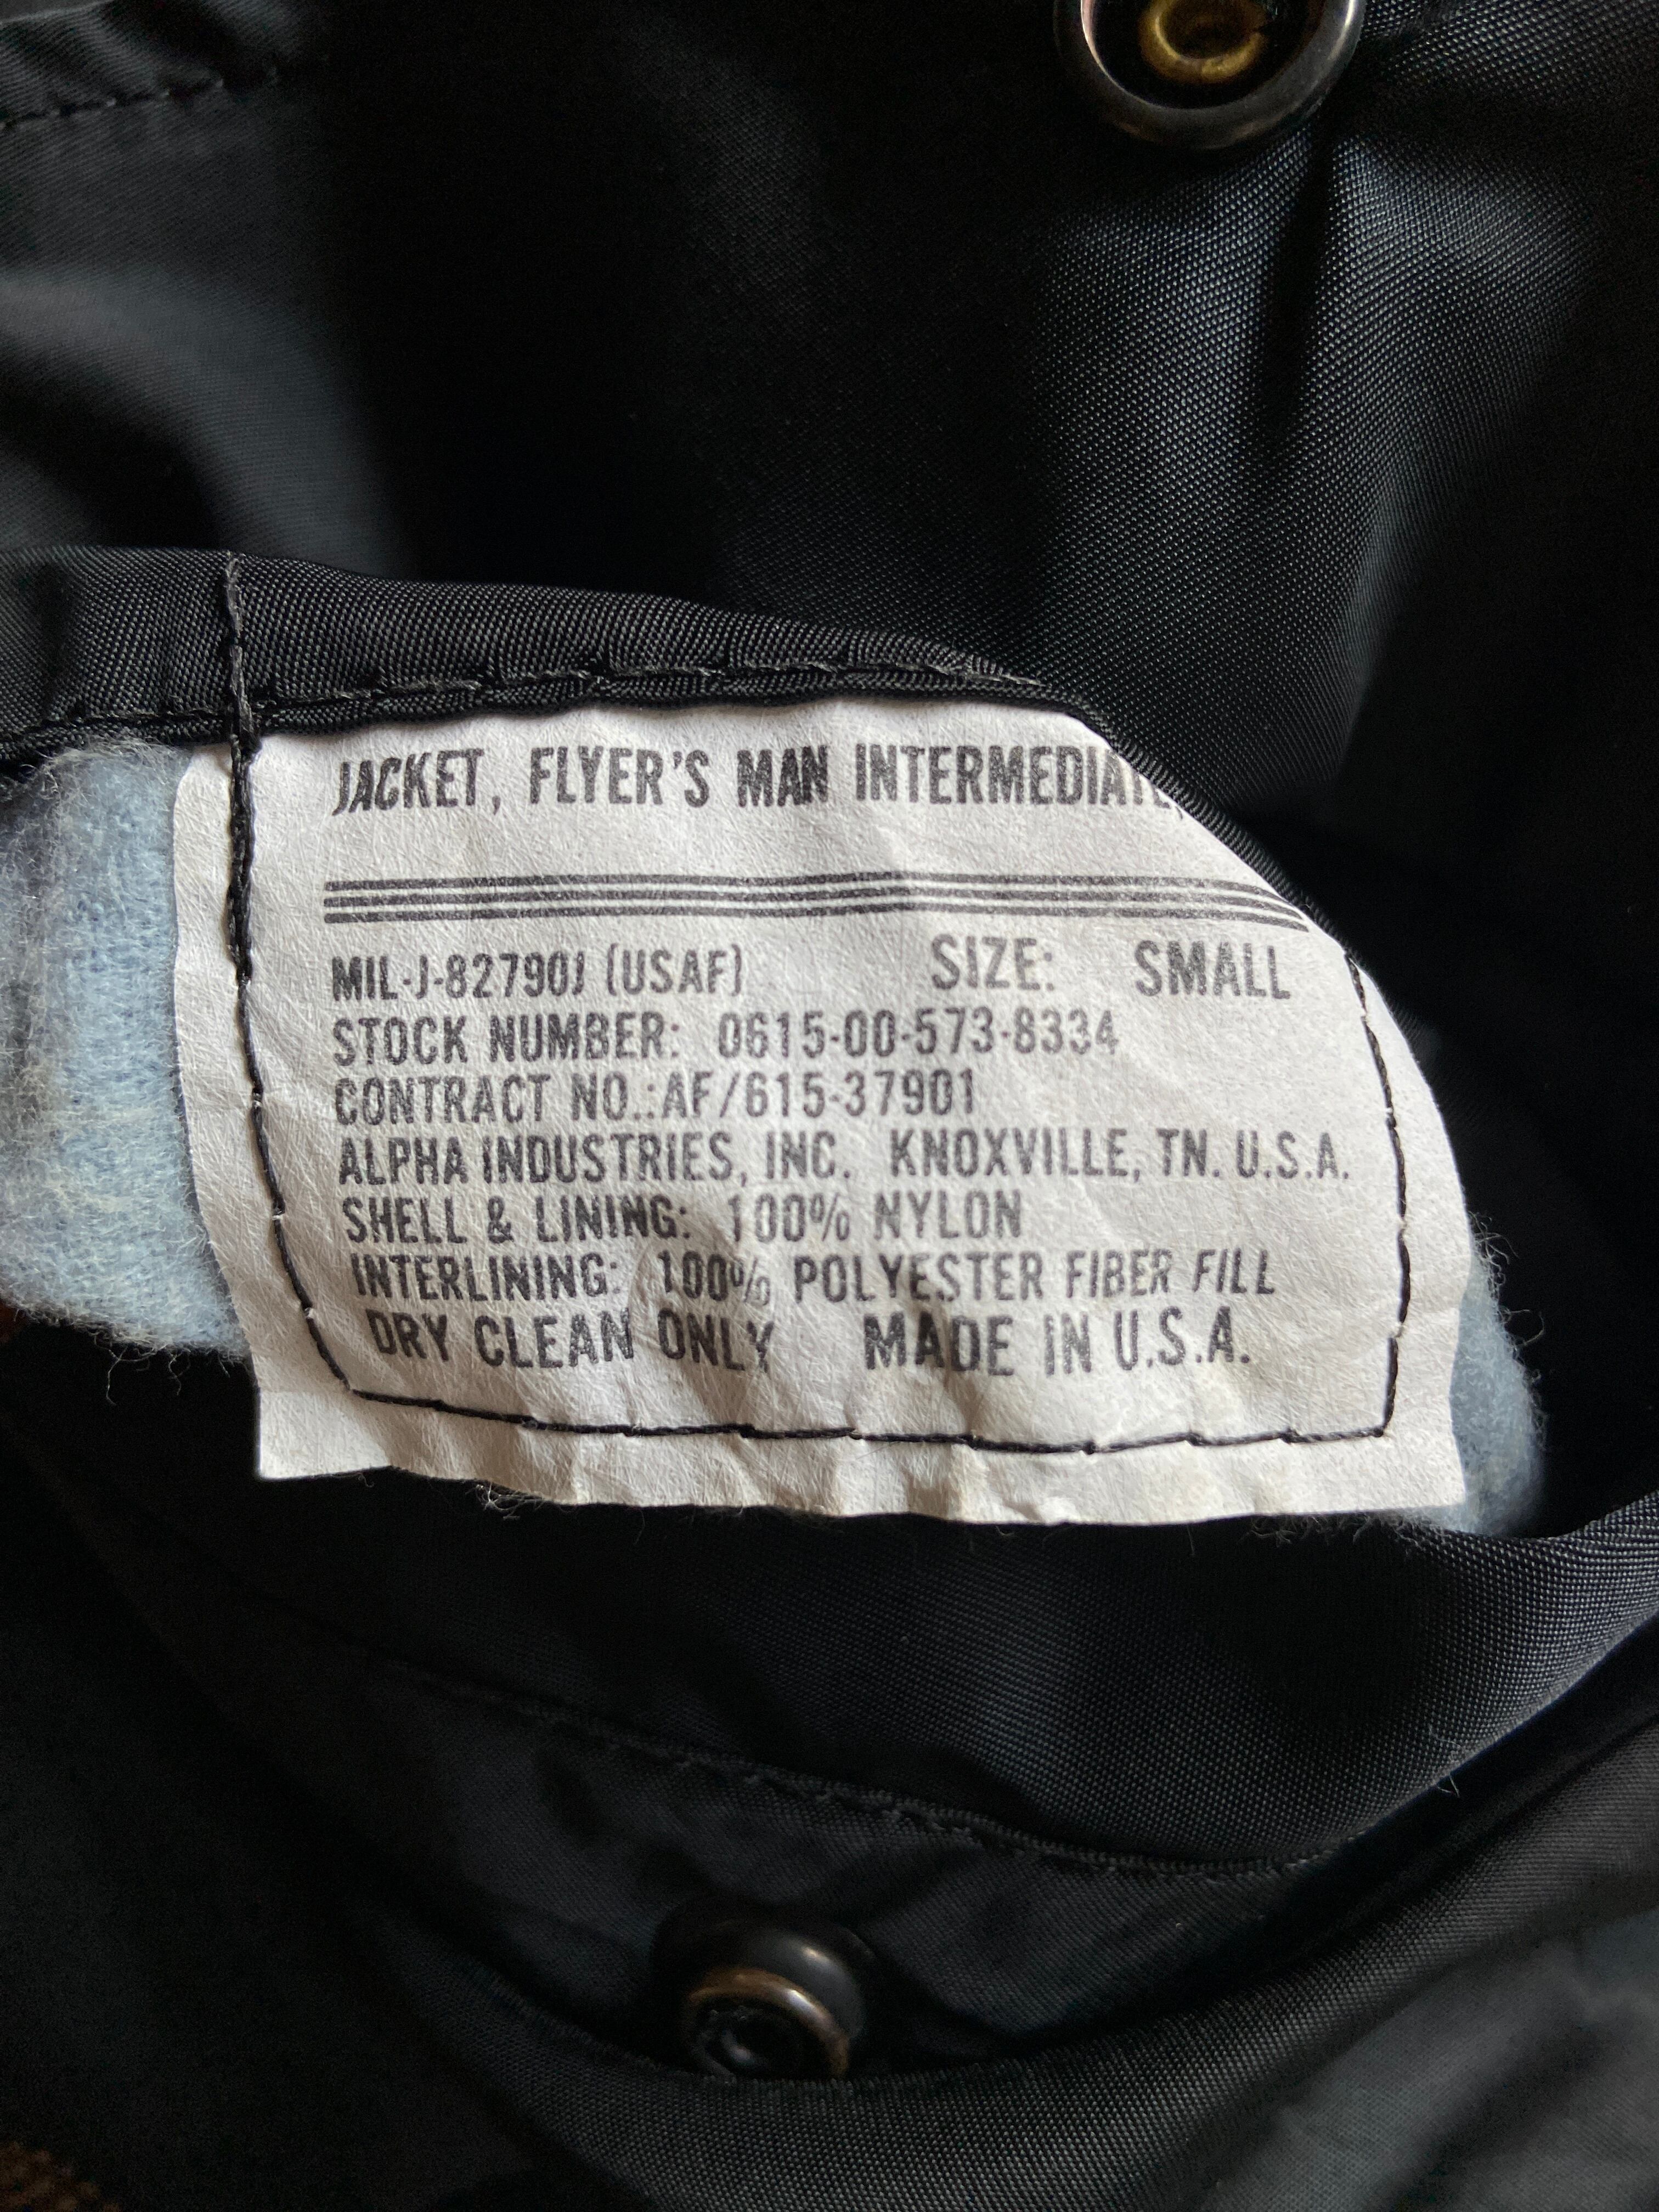 JACKET, FLYER'S MAN INTERMEDIATE,
MIL-J-82790J (USAF) SIZE: SMALL
STOCK NUMBER: 0615-00-573-8334
CONTRACT NO.:AF/615-37901
ALPHA INDUSTRIES, INC. KNOXVILLE, TN. U.S.A.
SHELL & LINING: 100% NYLON
INTERLINING: 100% POLYESTER FIBER FILL
DRY CLEAN ONLY MADE IN U.S.A.